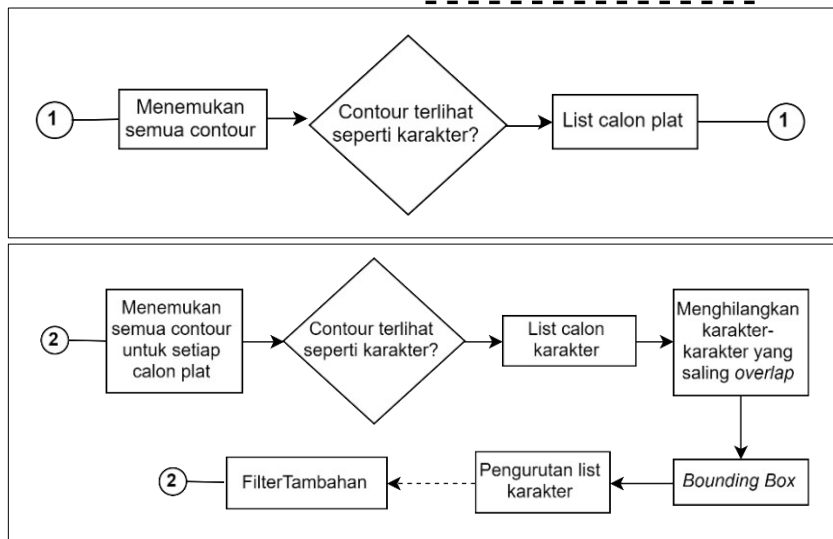 1
Menemukan
semua contour
Contour terlihat
seperti karakter?
List calon plat
1
2
Menemukan
semua contour
untuk setiap
calon plat
Contour terlihat
seperti karakter?
List calon
karakter
Menghilangkan
karakter-
karakter yang
saling overlap
Bounding Box
Pengurutan list
karakter
FilterTambahan
2